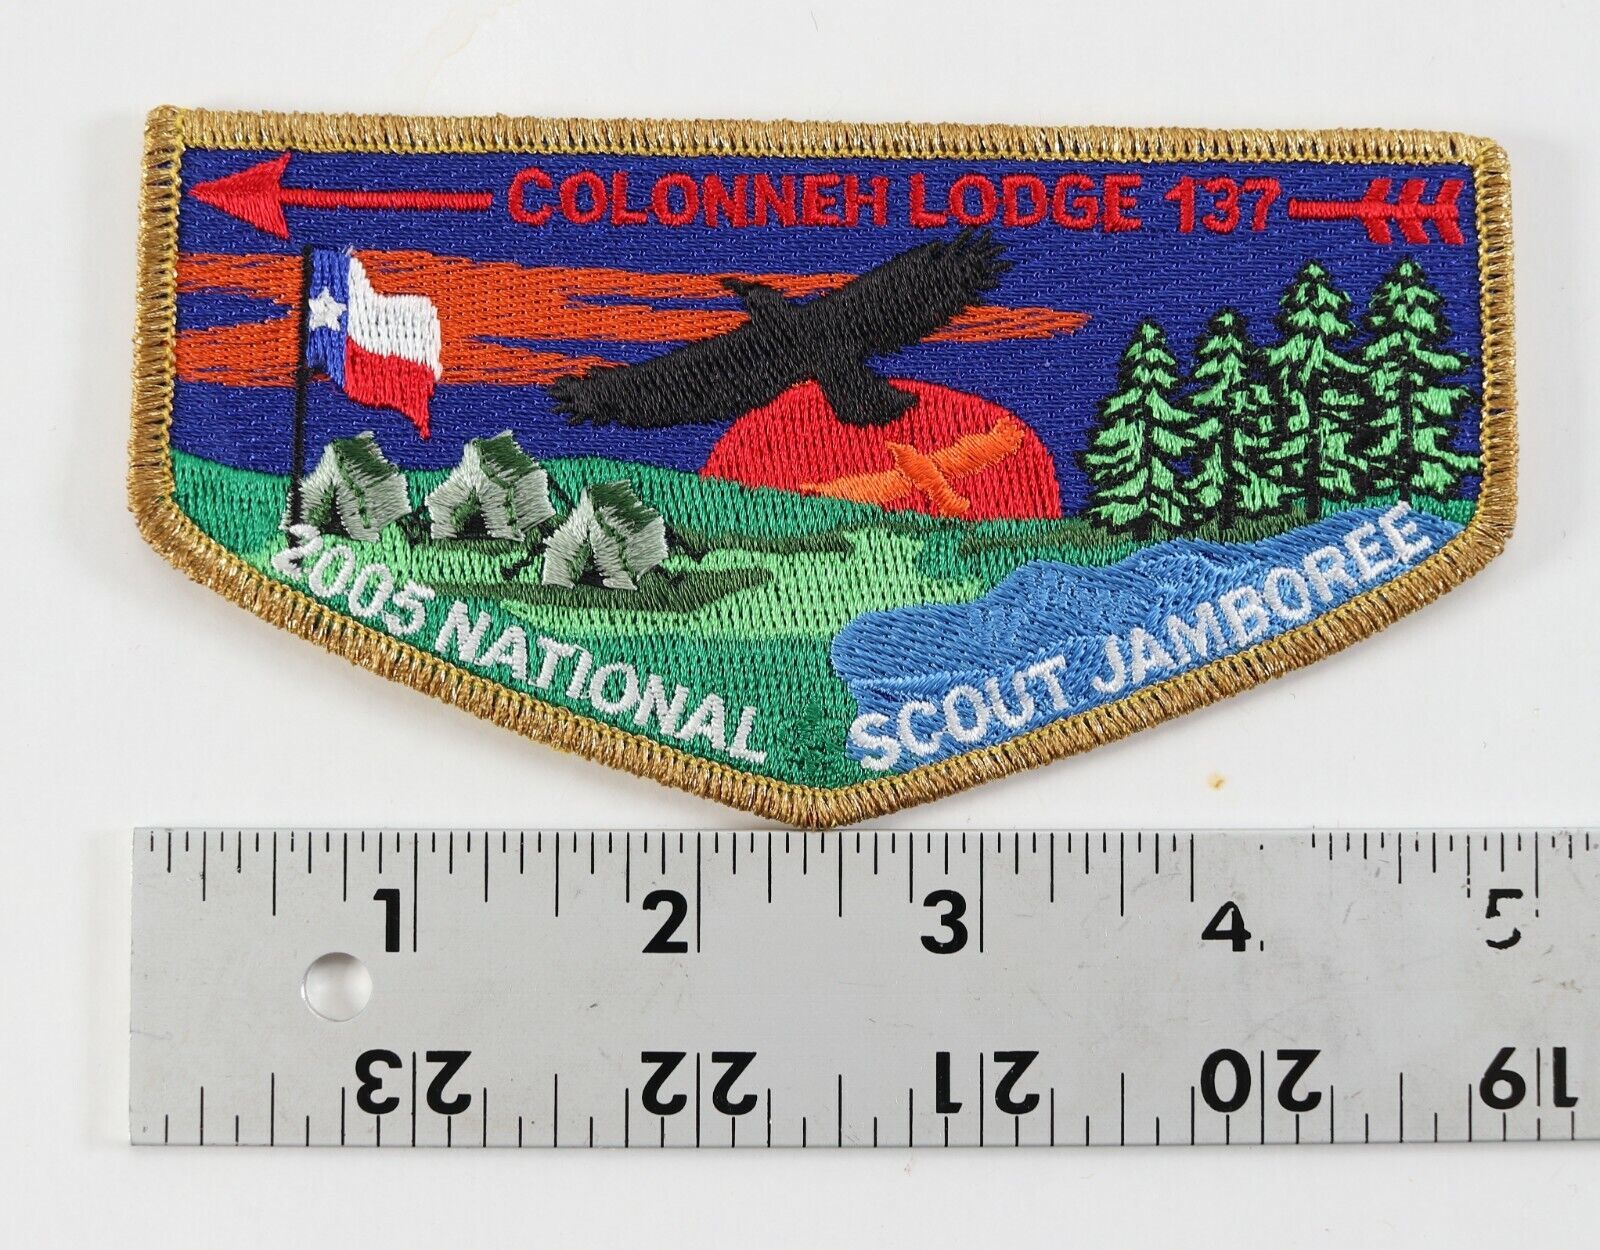 COLONNEH LODGE 137
2005 NATIONAL SCOUT JAMBOREE
1 2 3 4 5
23 22 21 20 19